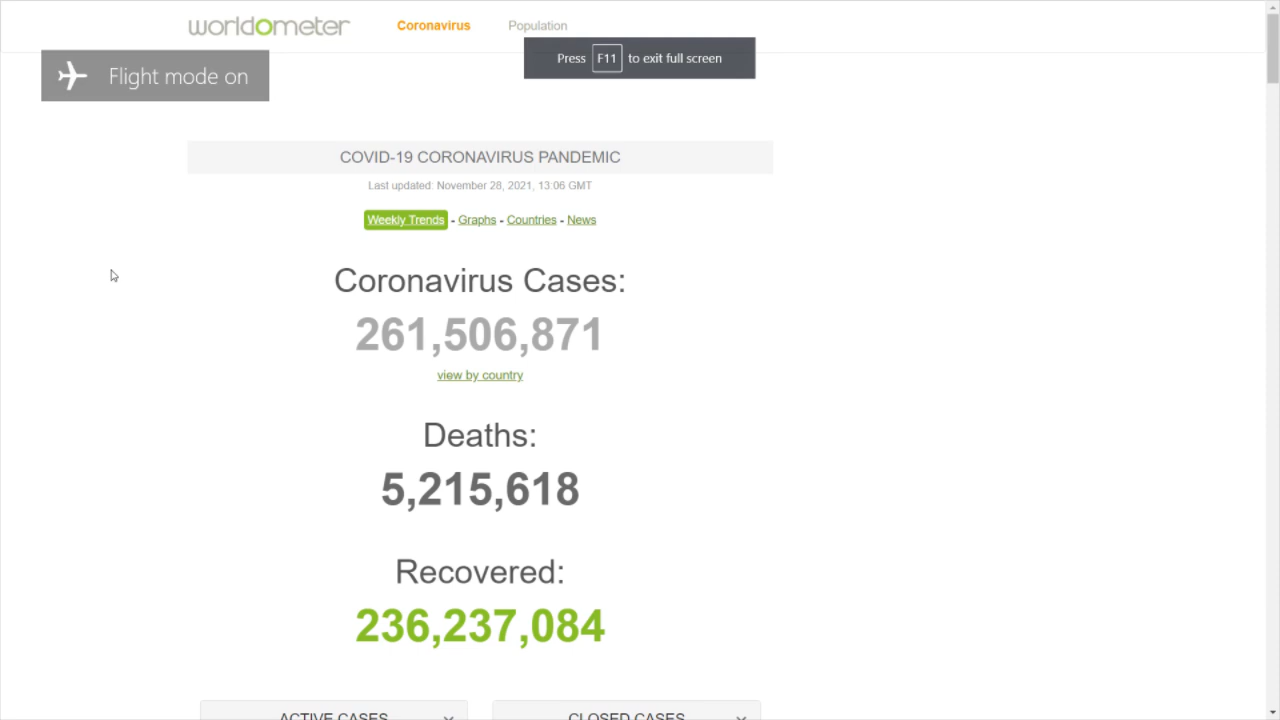 worldometer
Coronavirus
Population
Press F11 to exit full screen
Flight mode on
COVID-19 CORONAVIRUS PANDEMIC
Last updated: November 28, 2021, 13:06 GMT
Weekly Trends - Graphs - Countries - News
Coronavirus Cases:
261,506,871
view by country
Deaths:
5,215,618
Recovered:
236,237,084
ACTIVE CASES
CLOSED CASES